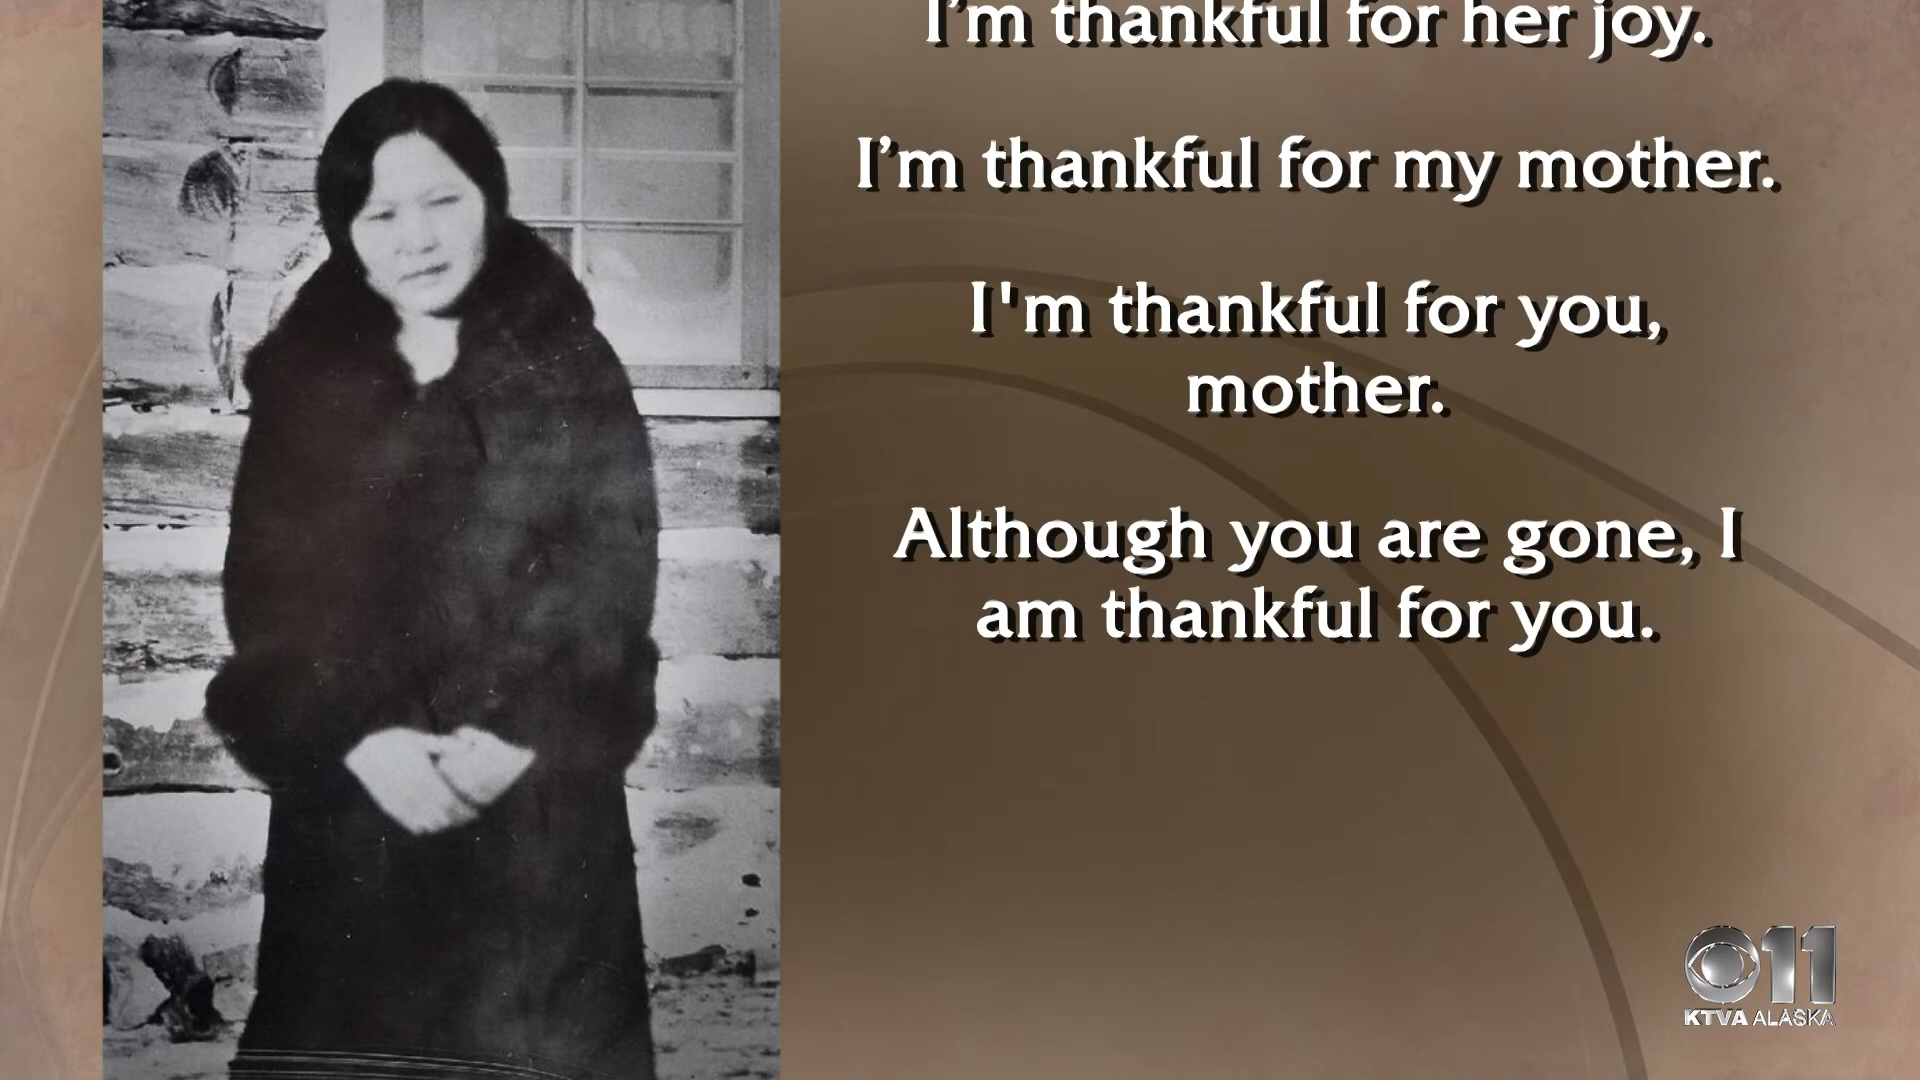 I’m thankful for her joy.
I’m thankful for my mother.
I'm thankful for you,
mother.
Although you are gone, I
am thankful for you.
11
KTVA ALASKA